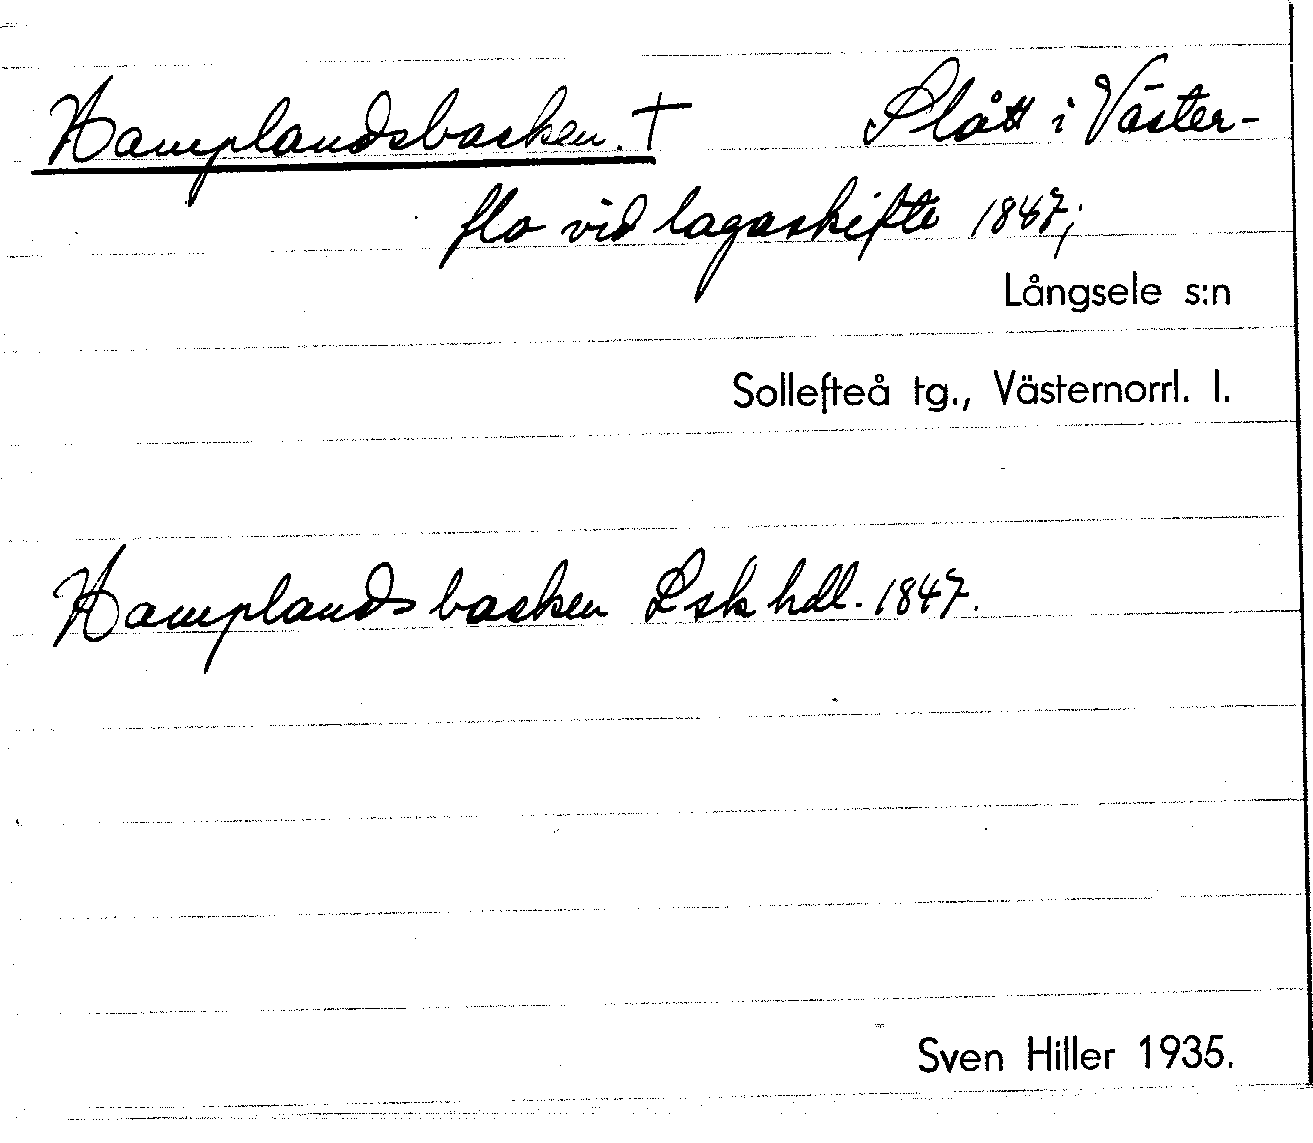 Hamplandsbacken. † Slått i Väster-
flo vid lagaskifte 1847;
Långsele s:n
Sollefteå tg., Västernorrl. l.
Hamplandsbacken Lsk hdl. 1847.
Sven Hiller 1935.